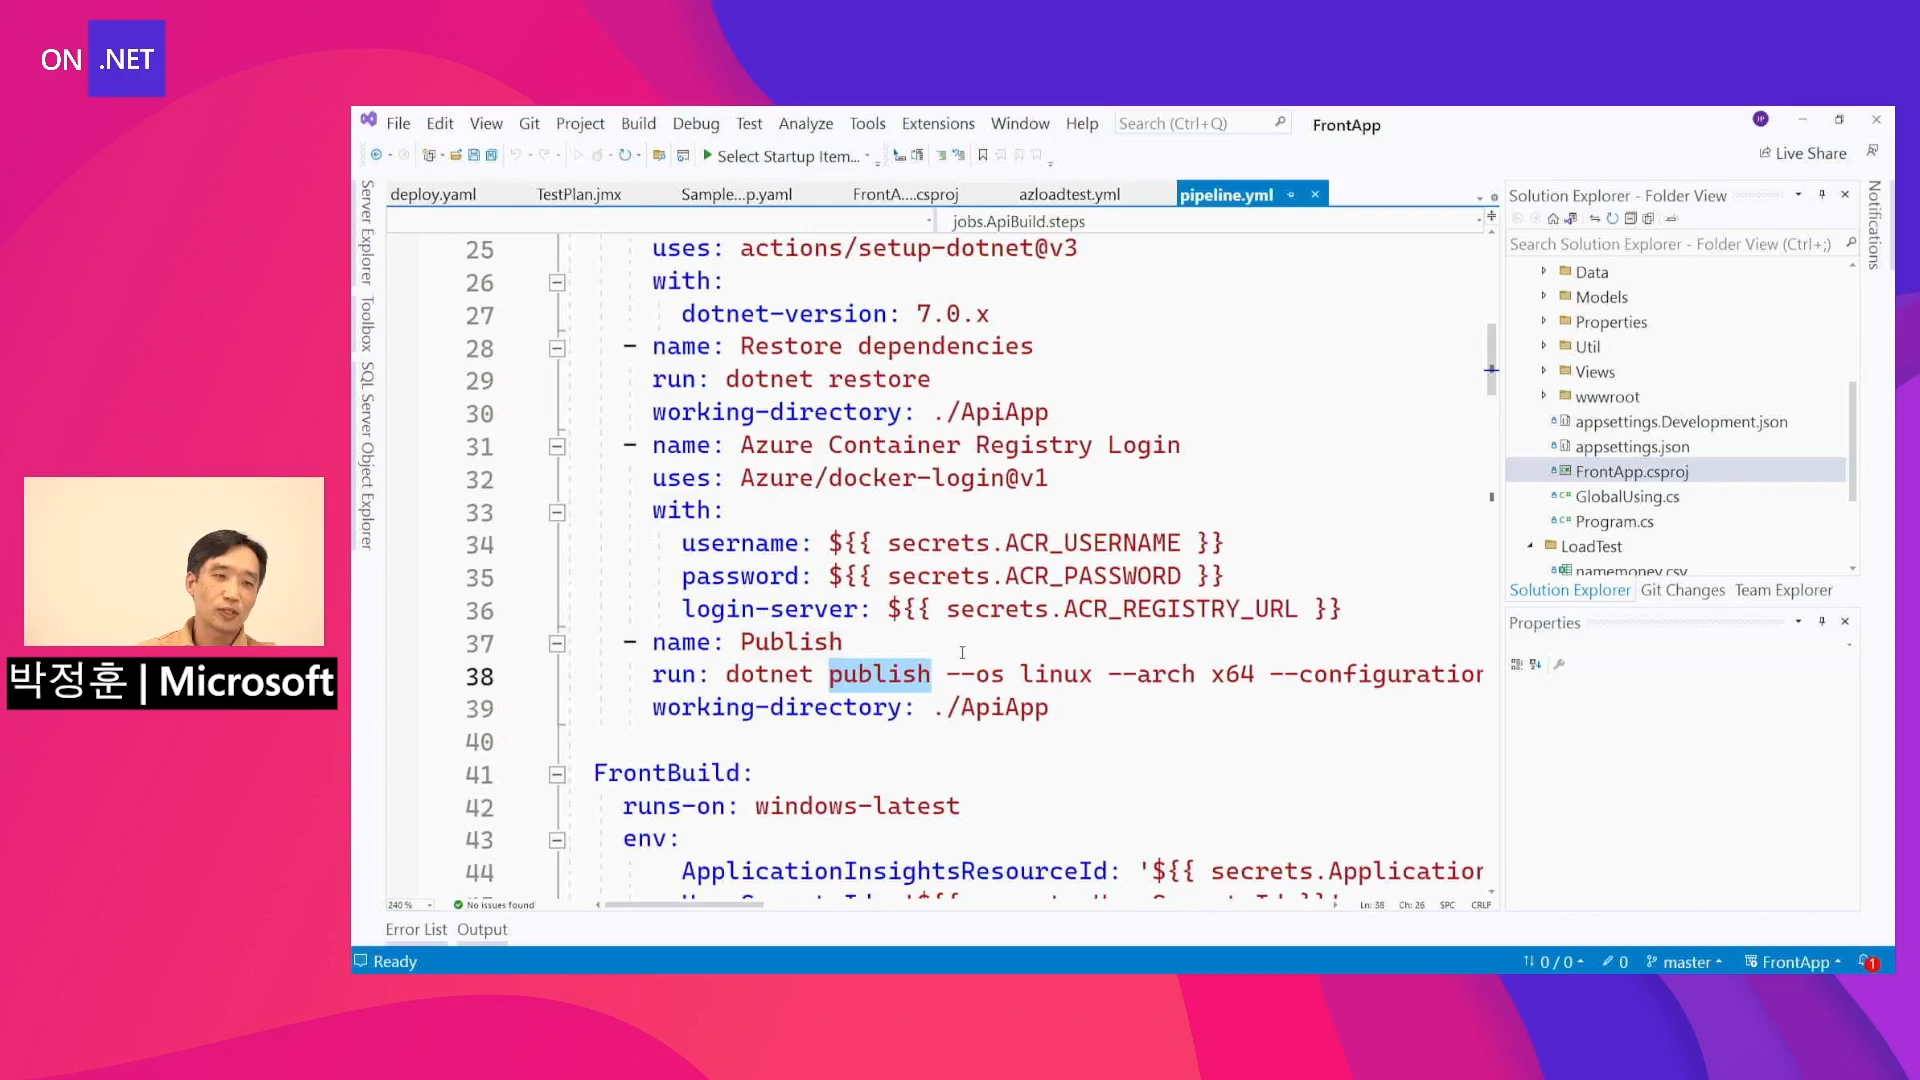 ON .NET
File Edit View Git Project Build Debug Test Analyze Tools Extensions Window Help Search (Ctrl+Q) FrontApp
JP
Select Startup Item...
Live Share
Server Explorer
Toolbox
SQL Server Object Explorer
deploy.yaml TestPlan.jmx Sample...p.yaml FrontA....csproj azloadtest.yml pipeline.yml
jobs.ApiBuild.steps
25 uses: actions/setup-dotnet@v3
26 with:
27 dotnet-version: 7.0.x
28 - name: Restore dependencies
29 run: dotnet restore
30 working-directory: ./ApiApp
31 - name: Azure Container Registry Login
32 uses: Azure/docker-login@v1
33 with:
34 username: ${{ secrets.ACR_USERNAME }}
35 password: ${{ secrets.ACR_PASSWORD }}
36 login-server: ${{ secrets.ACR_REGISTRY_URL }}
37 - name: Publish
38 run: dotnet publish --os linux --arch x64 --configuration
39 working-directory: ./ApiApp
40
41 FrontBuild:
42 runs-on: windows-latest
43 env:
44 ApplicationInsightsResourceId: '${{ secrets.Application
240 % No issues found Ln: 38 Ch: 26 SPC CRLF
Error List Output
Ready
0 / 0 0 master FrontApp 1
Solution Explorer - Folder View
Search Solution Explorer - Folder View (Ctrl+;)
Data
Models
Properties
Util
Views
wwwroot
appsettings.Development.json
appsettings.json
FrontApp.csproj
GlobalUsing.cs
Program.cs
LoadTest
namemoney.csv
Solution Explorer Git Changes Team Explorer
Properties
Notifications
박정훈 | Microsoft